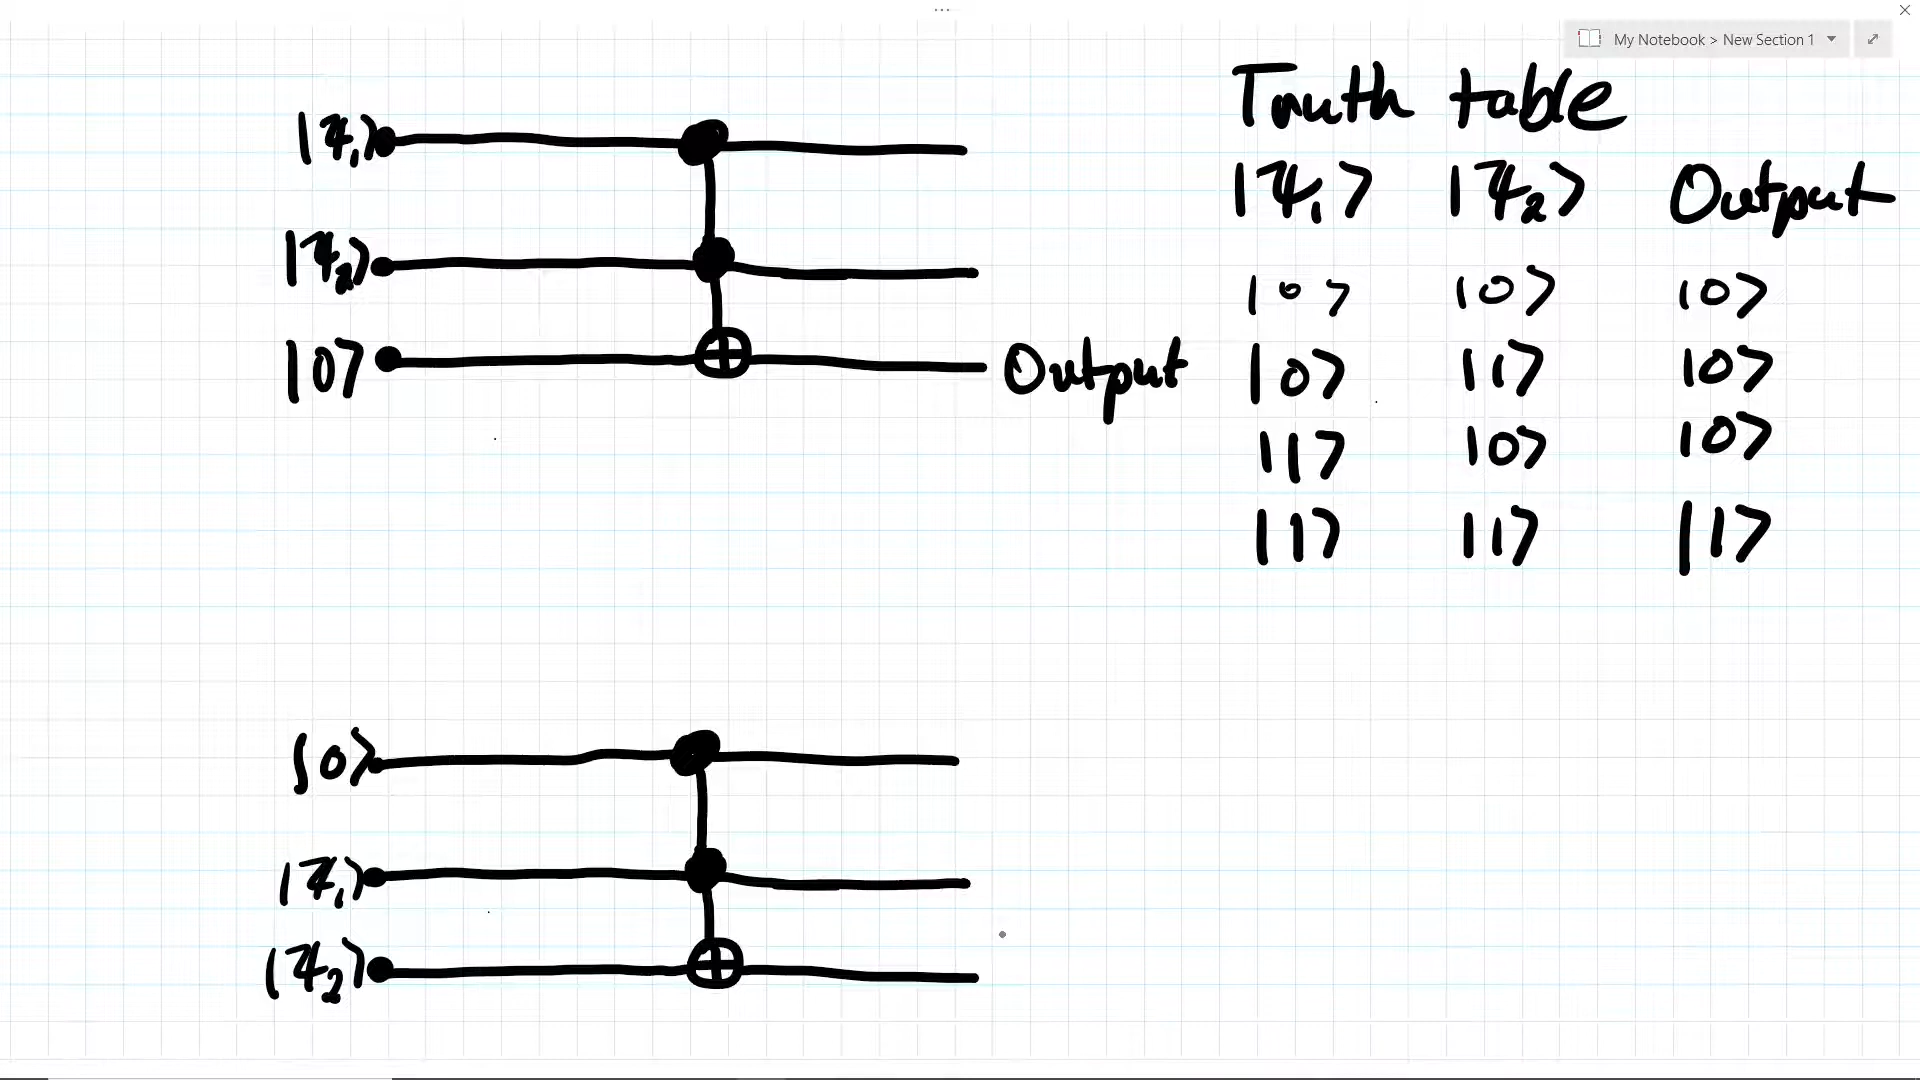 My Notebook > New Section 1
Truth table
|ψ₁⟩ |ψ₂⟩ Output
|0⟩ |0⟩ |0⟩
|0⟩ |1⟩ |0⟩
|1⟩ |0⟩ |0⟩
|1⟩ |1⟩ |1⟩
|ψ₁⟩
|ψ₂⟩
|0⟩ Output
|0⟩
|ψ₁⟩
|ψ₂⟩